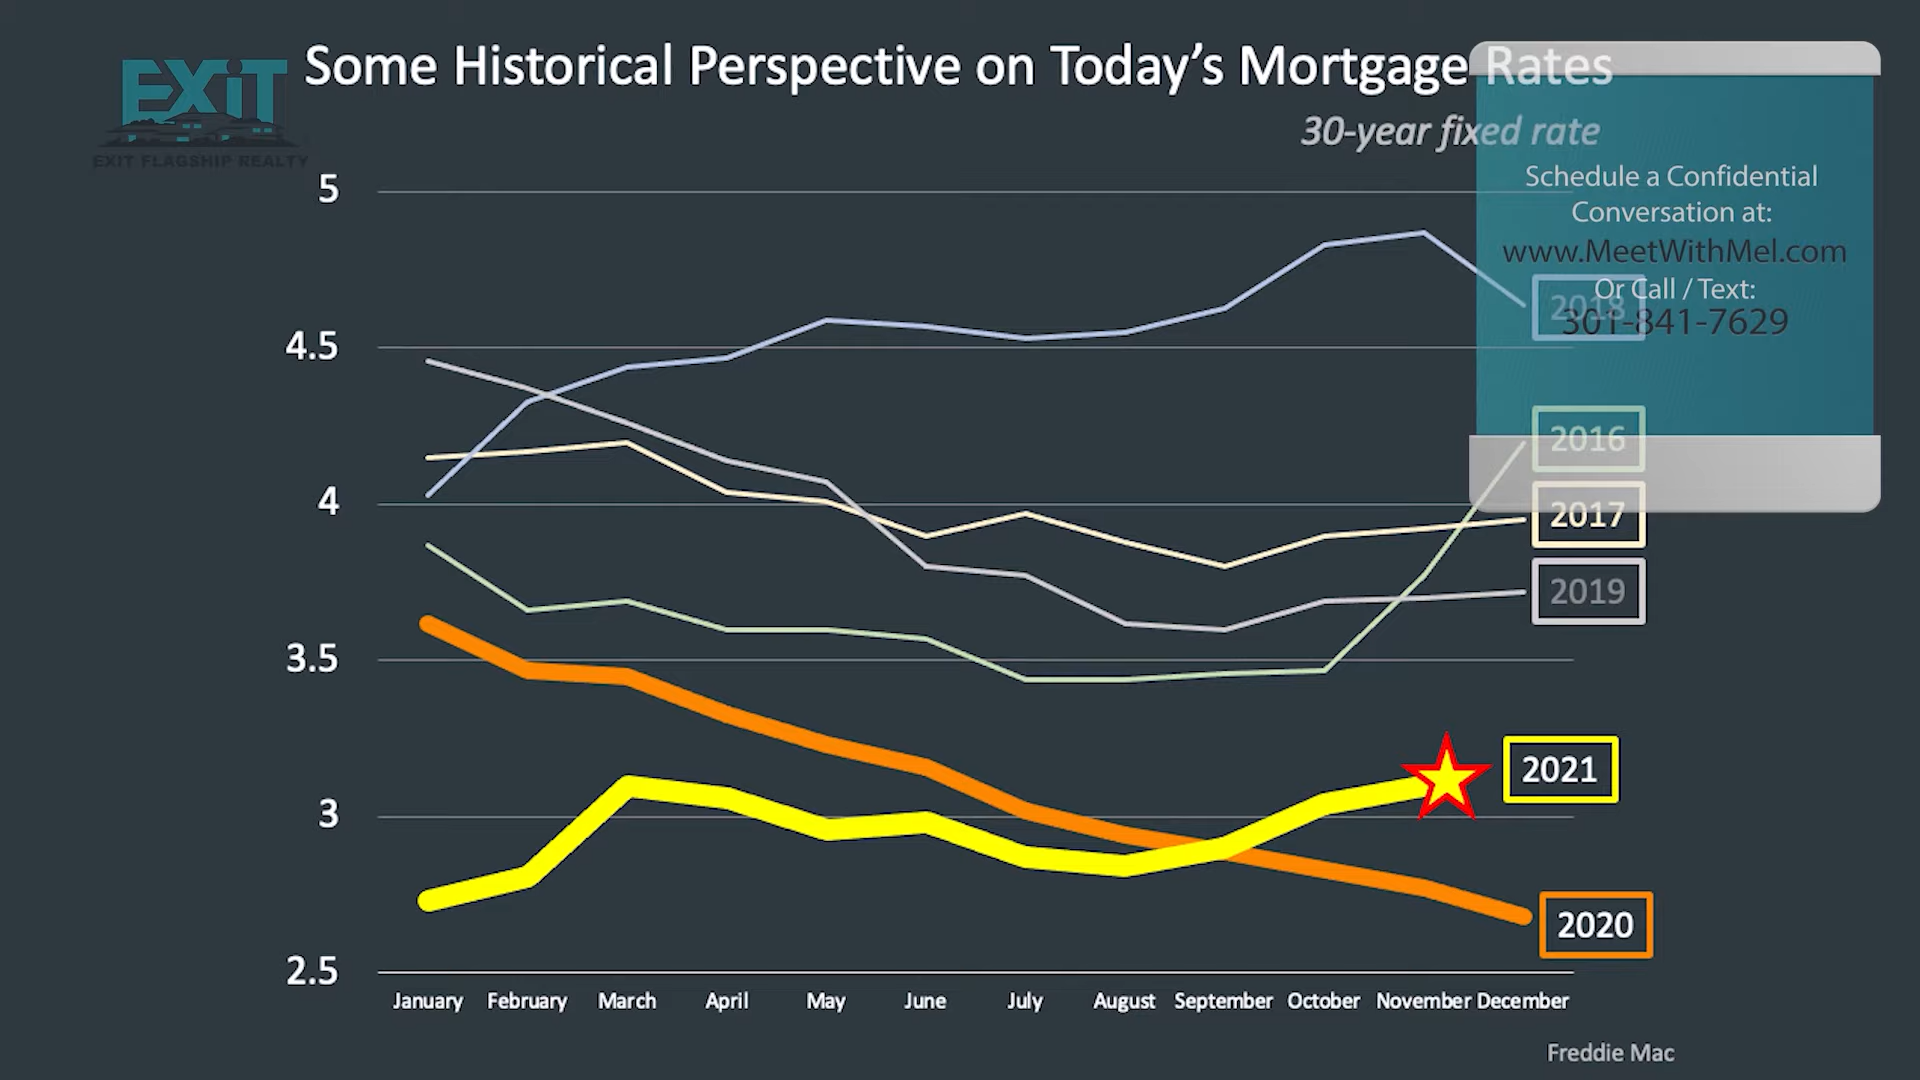 EXiT
EXIT FLAGSHIP REALTY
Some Historical Perspective on Today’s Mortgage Rates
30-year fixed rate
Schedule a Confidential
Conversation at:
www.MeetWithMel.com
Or Call / Text:
301-841-7629
5
4.5
4
3.5
3
2.5
2018
2016
2017
2019
2021
2020
January February March April May June July August September October November December
Freddie Mac